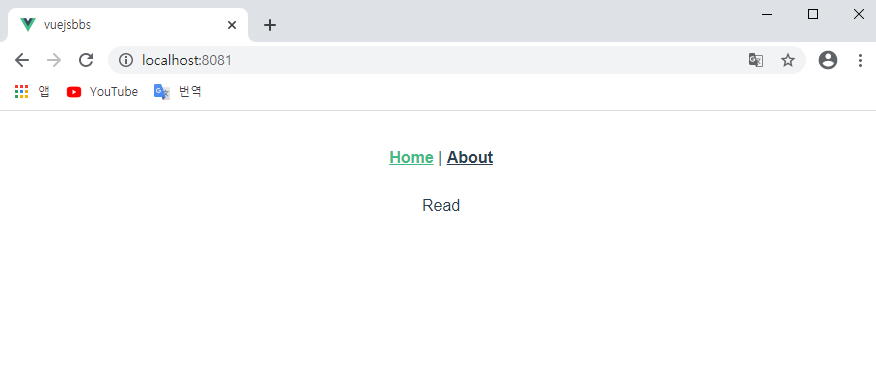 vuejsbbs
localhost:8081
앱 YouTube 번역
Home | About
Read